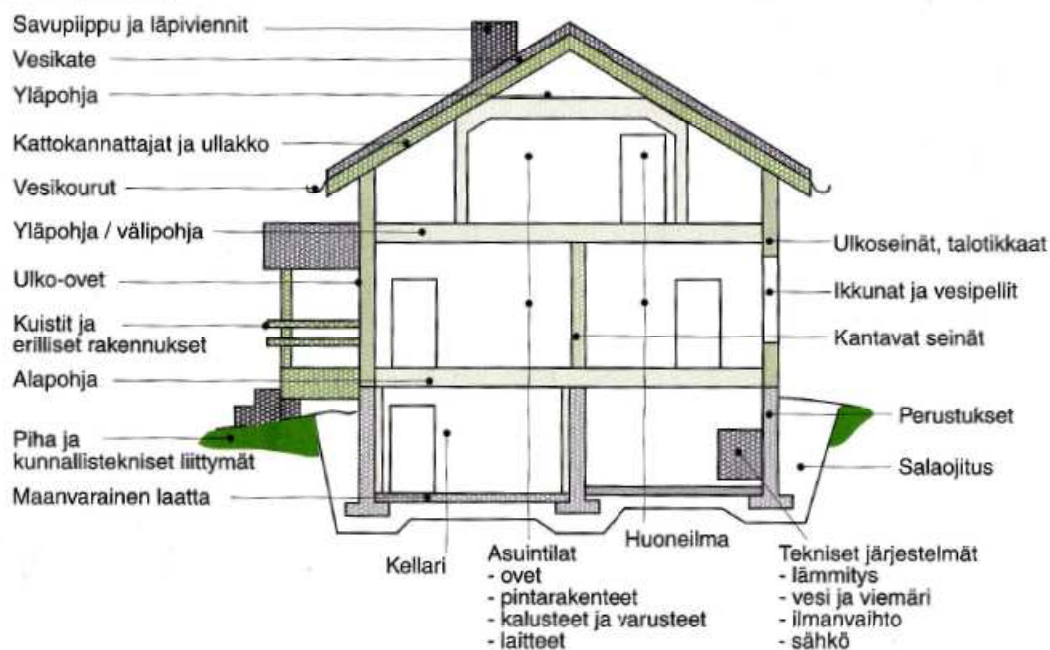 Savupiippu ja läpiviennit
Vesikate
Yläpohja
Kattokannattajat ja ullakko
Vesikourut
Yläpohja / välipohja
Ulko-ovet
Kuistit ja
erilliset rakennukset
Alapohja
Piha ja
kunnallistekniset liittymät
Maanvarainen laatta
Ulkoseinät, talotikkaat
Ikkunat ja vesipellit
Kantavat seinät
Perustukset
Salaojitus
Kellari
Asuintilat
- ovet
- pintarakenteet
- kalusteet ja varusteet
- laitteet
Huoneilma
Tekniset järjestelmät
- lämmitys
- vesi ja viemäri
- ilmanvaihto
- sähkö